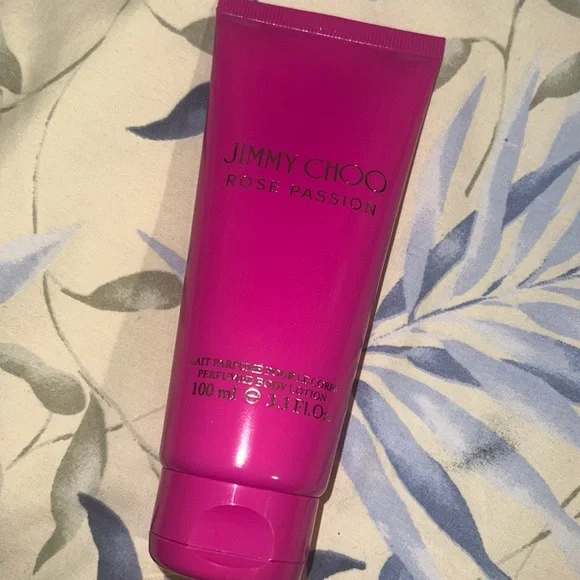 JIMMY CHOO
ROSE PASSION
LAIT PARFUMÉ POUR LE CORPS
PERFUMED BODY LOTION
100 ml ℮ 3.3 Fl.Oz.